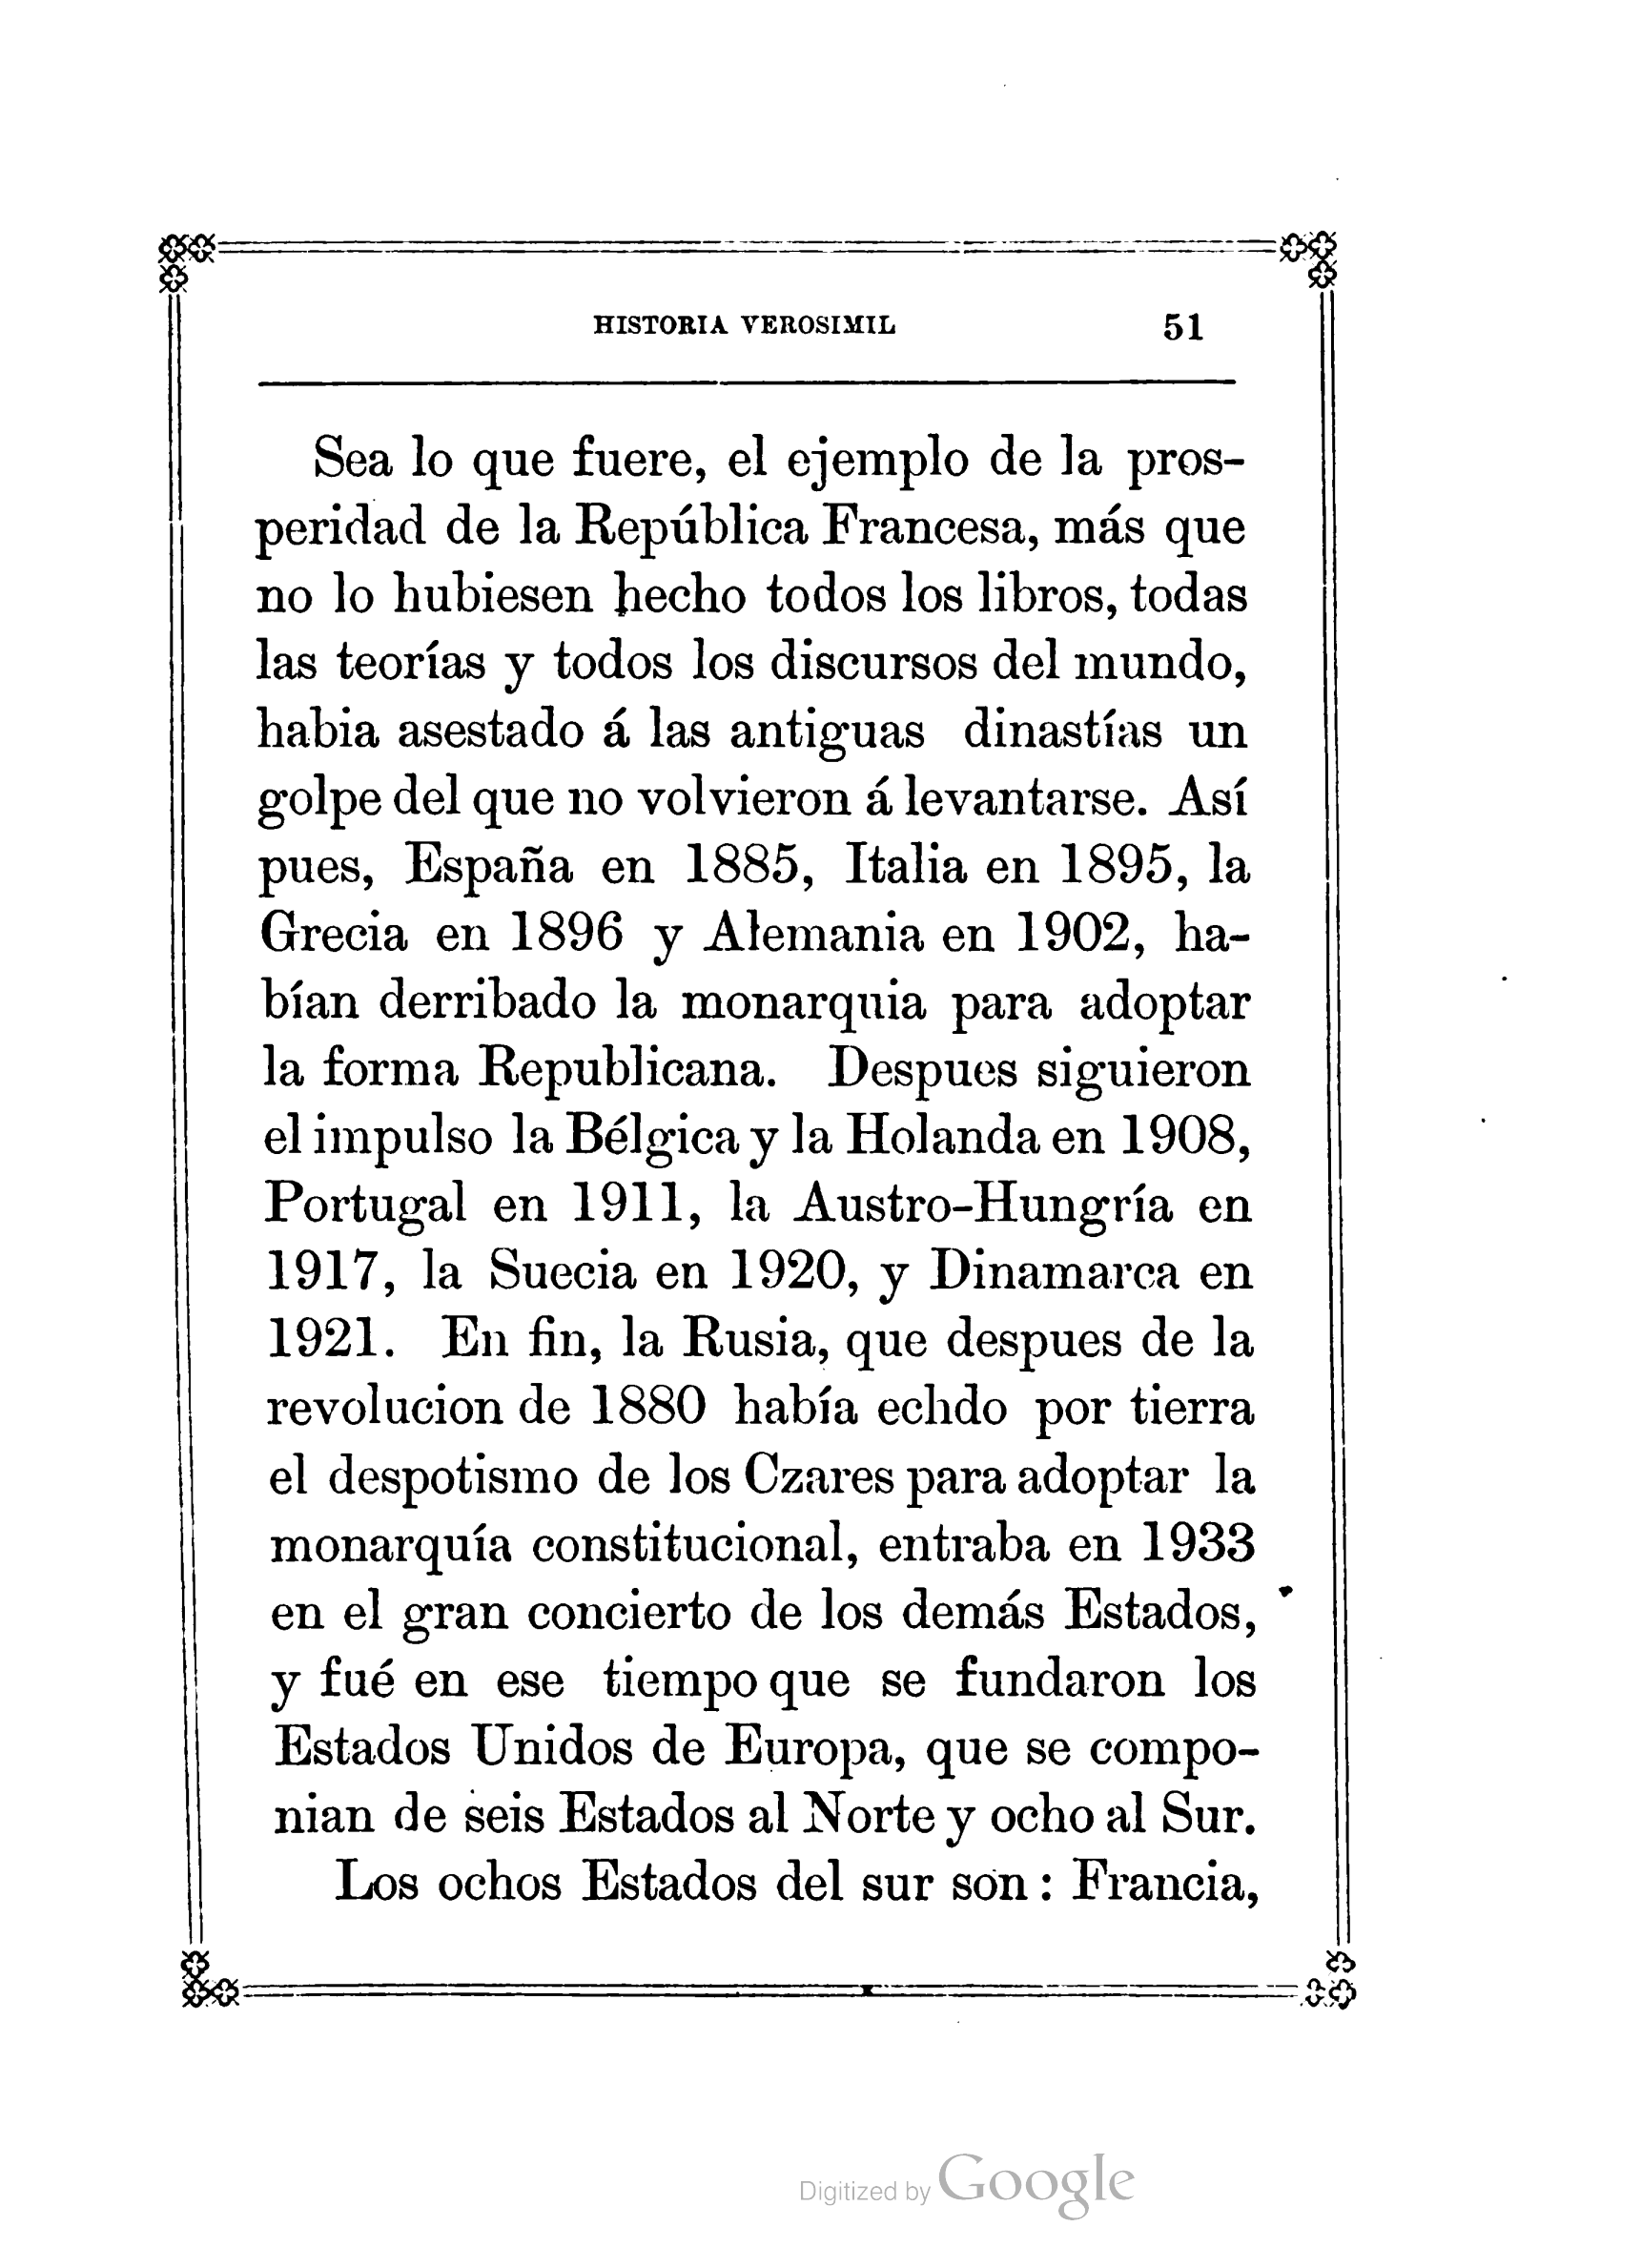 HISTORIA VEROSIMIL 51
Sea lo que fuere, el ejemplo de la pros-
peridad de la República Francesa, más que
no lo hubiesen hecho todos los libros, todas
las teorías y todos los discursos del mundo,
habia asestado á las antiguas dinastías un
golpe del que no volvieron á levantarse. Así
pues, España en 1885, Italia en 1895, la
Grecia en 1896 y Alemania en 1902, ha-
bían derribado la monarquia para adoptar
la forma Republicana. Despues siguieron
el impulso la Bélgica y la Holanda en 1908,
Portugal en 1911, la Austro-Hungría en
1917, la Suecia en 1920, y Dinamarca en
1921. En fin, la Rusia, que despues de la
revolucion de 1880 había echdo por tierra
el despotismo de los Czares para adoptar la
monarquía constitucional, entraba en 1933
en el gran concierto de los demás Estados,
y fué en ese tiempo que se fundaron los
Estados Unidos de Europa, que se compo-
nian de seis Estados al Norte y ocho al Sur.
Los ochos Estados del sur son: Francia,
Digitized by Google